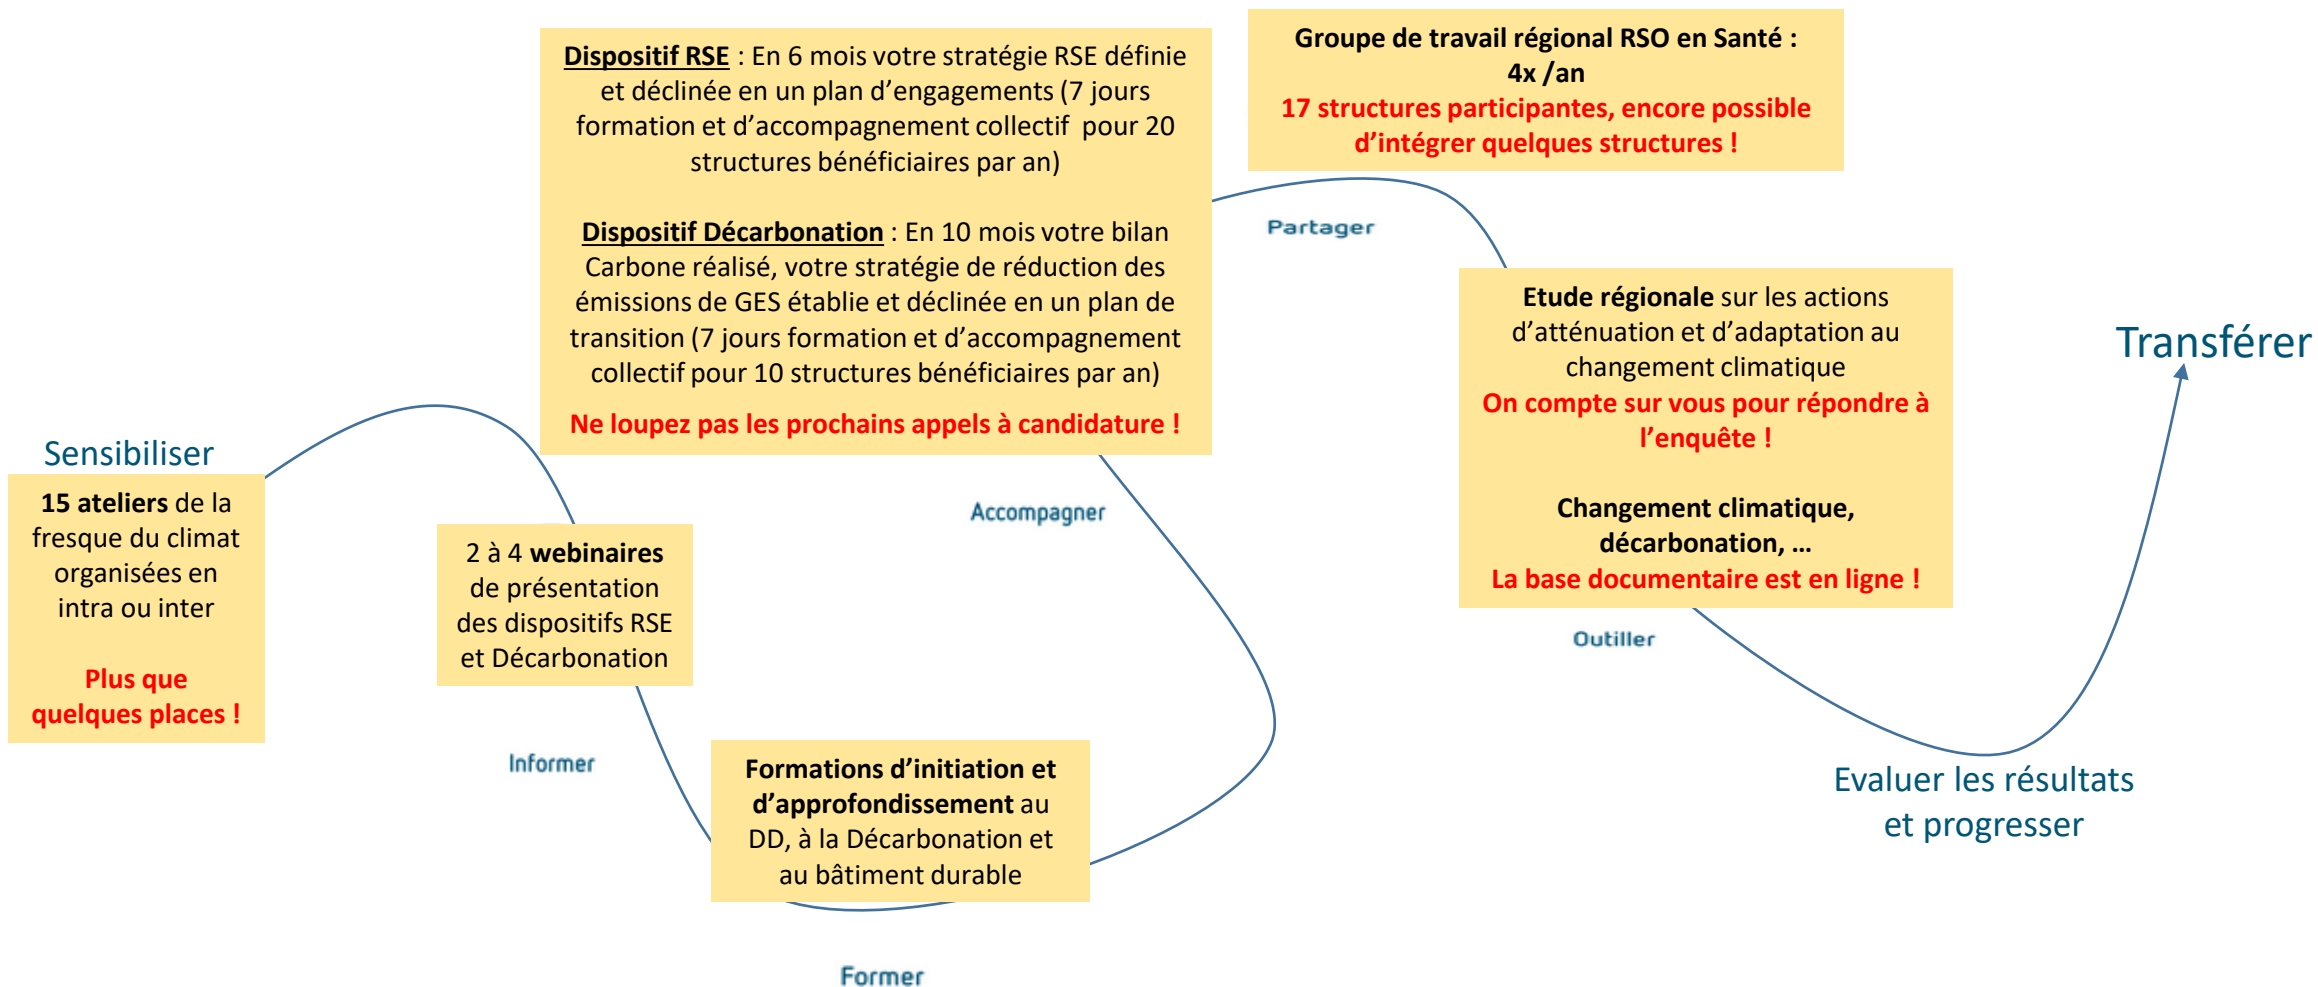 Sensibiliser
15 ateliers de la
fresque du climat
organisées en
intra ou inter
Plus que
quelques places !
2 à 4 webinaires
de présentation
des dispositifs RSE
et Décarbonation
Informer
Formations d’initiation et
d’approfondissement au
DD, à la Décarbonation et
au bâtiment durable
Former
Dispositif RSE : En 6 mois votre stratégie RSE définie
et déclinée en un plan d’engagements (7 jours
formation et d’accompagnement collectif pour 20
structures bénéficiaires par an)
Dispositif Décarbonation : En 10 mois votre bilan
Carbone réalisé, votre stratégie de réduction des
émissions de GES établie et déclinée en un plan de
transition (7 jours formation et d’accompagnement
collectif pour 10 structures bénéficiaires par an)
Ne loupez pas les prochains appels à candidature !
Accompagner
Groupe de travail régional RSO en Santé :
4x /an
17 structures participantes, encore possible
d’intégrer quelques structures !
Partager
Etude régionale sur les actions
d’atténuation et d’adaptation au
changement climatique
On compte sur vous pour répondre à
l’enquête !
Changement climatique,
décarbonation, …
La base documentaire est en ligne !
Outiller
Evaluer les résultats
et progresser
Transférer